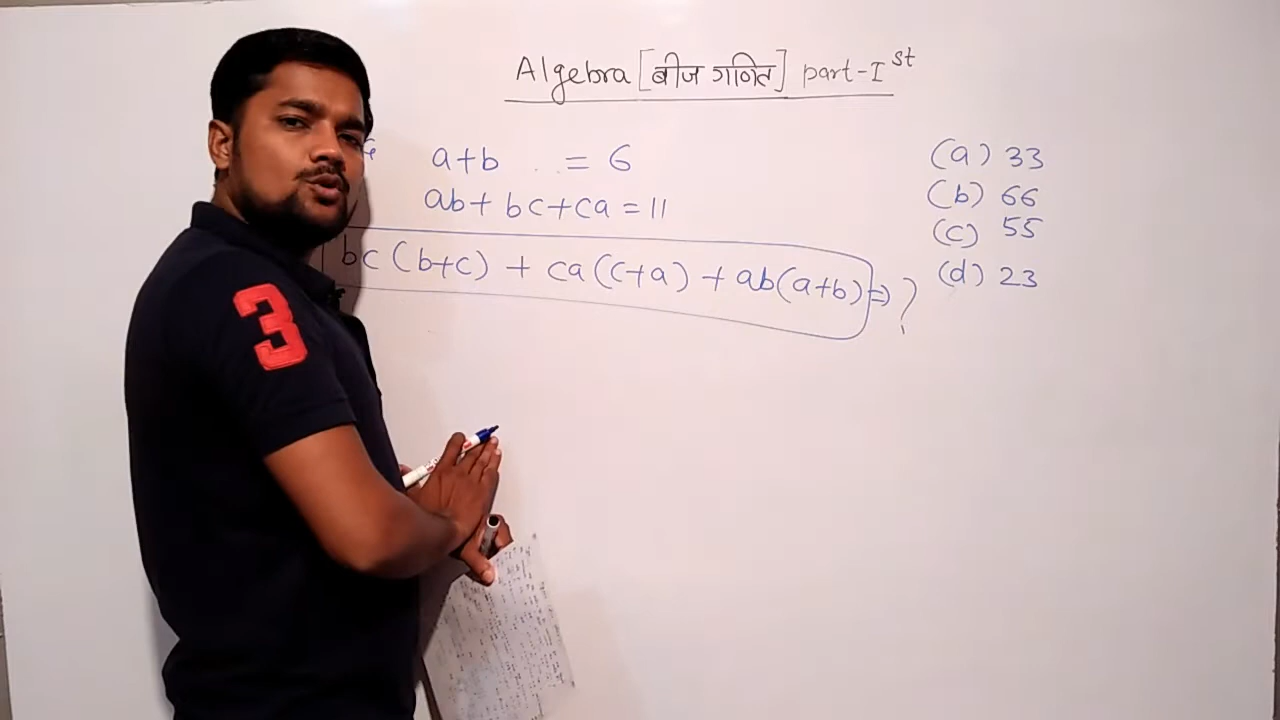 Algebra [बीज गणित] part-Ist
a+b = 6
ab+ bc+ca = 11
bc (b+c) + ca(c+a) + ab(a+b) => ?
(a) 33
(b) 66
(c) 55
(d) 23
3